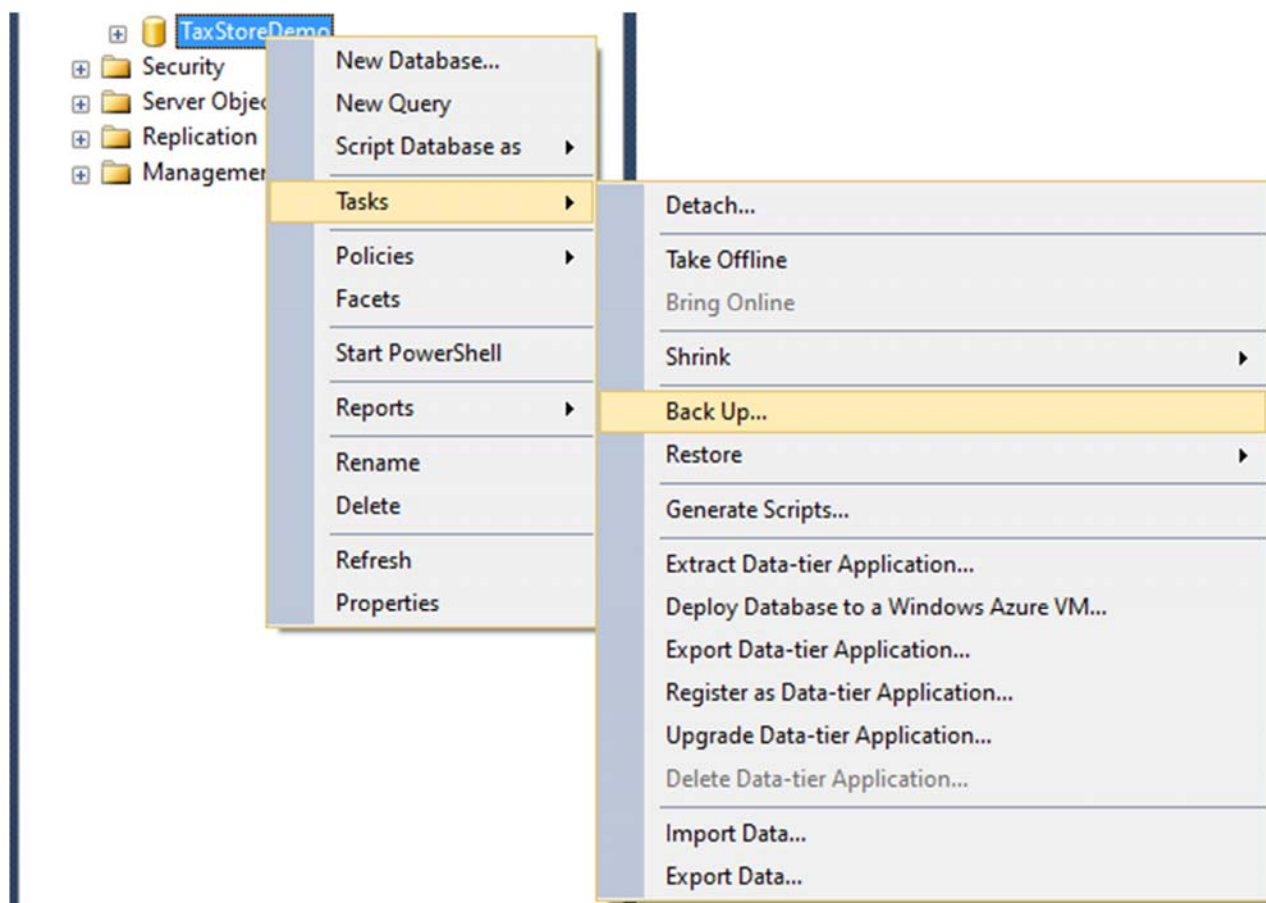 TaxStoreDemo
Security
Server Objec
Replication
Managemer
New Database...
New Query
Script Database as
Tasks
Policies
Facets
Start PowerShell
Reports
Rename
Delete
Refresh
Properties
Detach...
Take Offline
Bring Online
Shrink
Back Up...
Restore
Generate Scripts...
Extract Data-tier Application...
Deploy Database to a Windows Azure VM...
Export Data-tier Application...
Register as Data-tier Application...
Upgrade Data-tier Application...
Delete Data-tier Application...
Import Data...
Export Data...